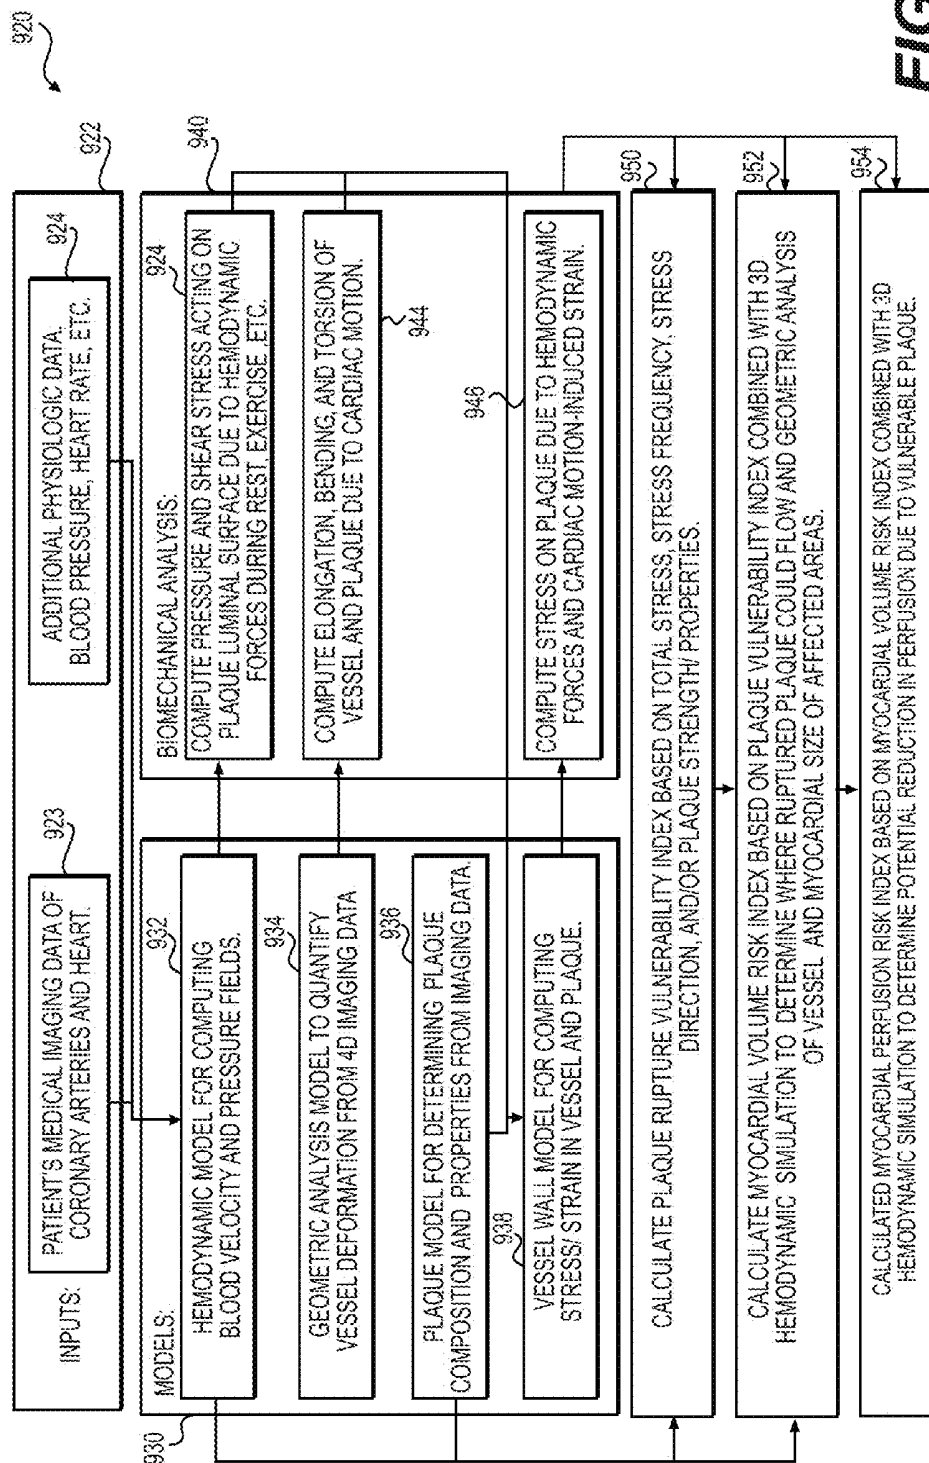 920
922
INPUTS:
923
PATIENT'S MEDICAL IMAGING DATA OF
CORONARY ARTERIES AND HEART.
924
ADDITIONAL PHYSIOLOGIC DATA.
BLOOD PRESSURE, HEART RATE, ETC.
930
MODELS:
932
HEMODYNAMIC MODEL FOR COMPUTING
BLOOD VELOCITY AND PRESSURE FIELDS.
934
GEOMETRIC ANALYSIS MODEL TO QUANTIFY
VESSEL DEFORMATION FROM 4D IMAGING DATA
936
PLAQUE MODEL FOR DETERMINING PLAQUE
COMPOSITION AND PROPERTIES FROM IMAGING DATA.
938
VESSEL WALL MODEL FOR COMPUTING
STRESS/ STRAIN IN VESSEL AND PLAQUE.
940
BIOMECHANICAL ANALYSIS:
924
COMPUTE PRESSURE AND SHEAR STRESS ACTING ON
PLAQUE LUMINAL SURFACE DUE TO HEMODYNAMIC
FORCES DURING REST, EXERCISE, ETC.
COMPUTE ELONGATION, BENDING, AND TORSION OF
VESSEL AND PLAQUE DUE TO CARDIAC MOTION.
944
946
COMPUTE STRESS ON PLAQUE DUE TO HEMODYNAMIC
FORCES AND CARDIAC MOTION-INDUCED STRAIN.
950
CALCULATE PLAQUE RUPTURE VULNERABILITY INDEX BASED ON TOTAL STRESS, STRESS FREQUENCY, STRESS
DIRECTION, AND/OR PLAQUE STRENGTH/ PROPERTIES.
952
CALCULATE MYOCARDIAL VOLUME RISK INDEX BASED ON PLAQUE VULNERABILITY INDEX COMBINED WITH 3D
HEMODYNAMIC SIMULATION TO DETERMINE WHERE RUPTURED PLAQUE COULD FLOW AND GEOMETRIC ANALYSIS
OF VESSEL AND MYOCARDIAL SIZE OF AFFECTED AREAS.
954
CALCULATED MYOCARDIAL PERFUSION RISK INDEX BASED ON MYOCARDIAL VOLUME RISK INDEX COMBINED WITH 3D
HEMODYNAMIC SIMULATION TO DETERMINE POTENTIAL REDUCTION IN PERFUSION DUE TO VULNERABLE PLAQUE.
FIG